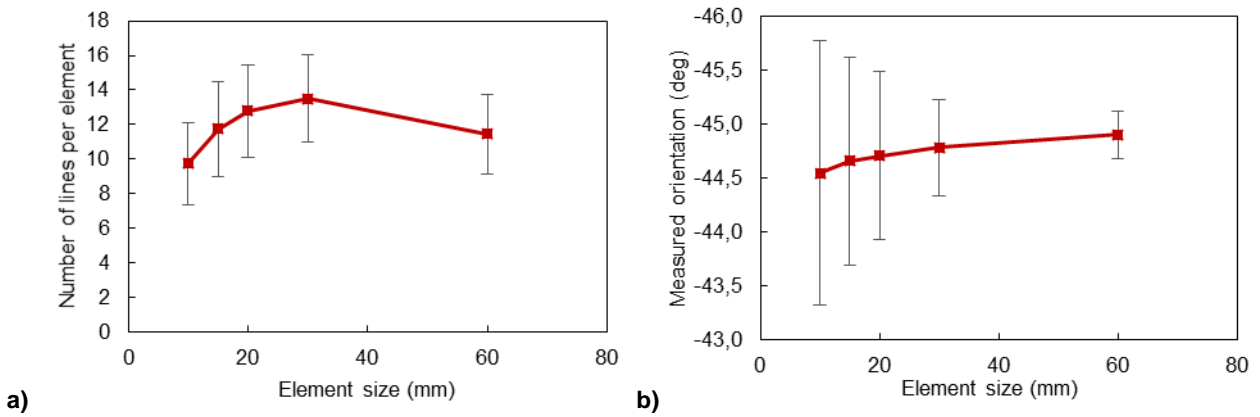 Number of lines per element
18
16
14
12
10
8
6
4
2
0
0 20 40 60 80
Element size (mm)
a)
Measured orientation (deg)
-46,0
-45,5
-45,0
-44,5
-44,0
-43,5
-43,0
0 20 40 60 80
Element size (mm)
b)